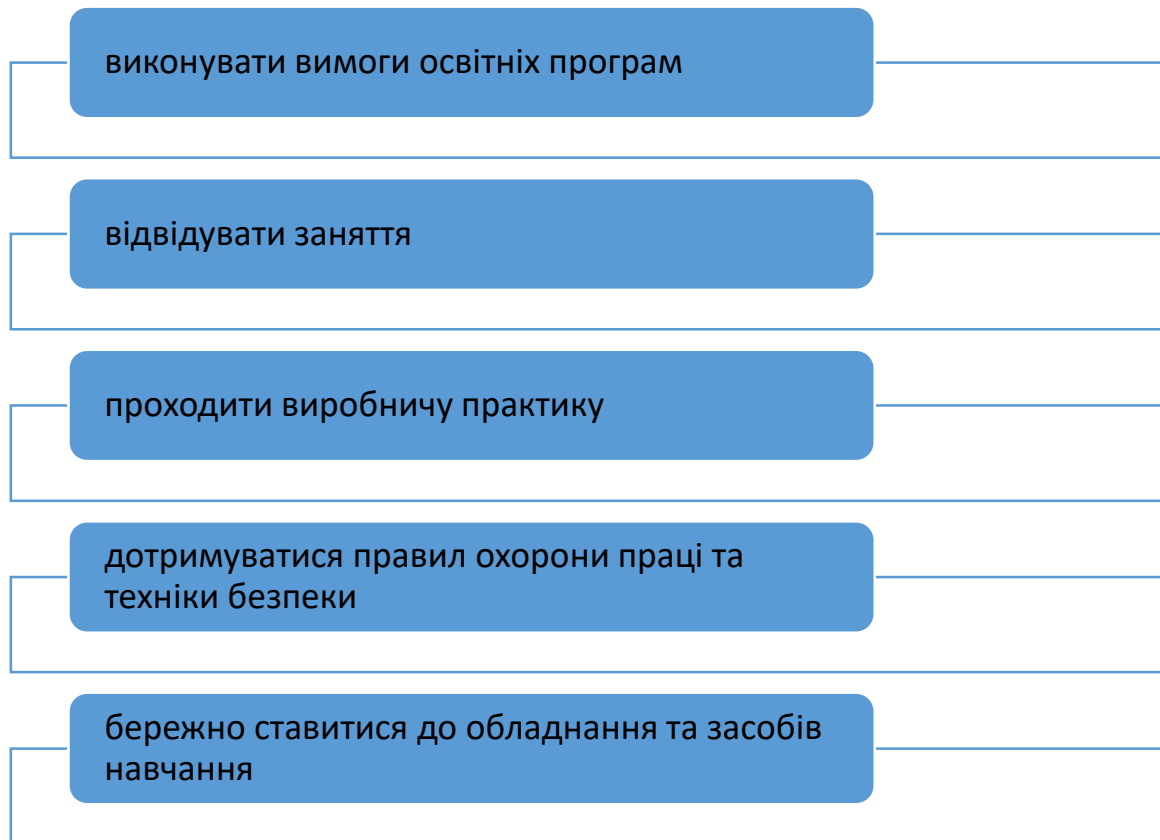 виконувати вимоги освітніх програм
відвідувати заняття
проходити виробничу практику
дотримуватися правил охорони праці та
техніки безпеки
бережно ставитися до обладнання та засобів
навчання